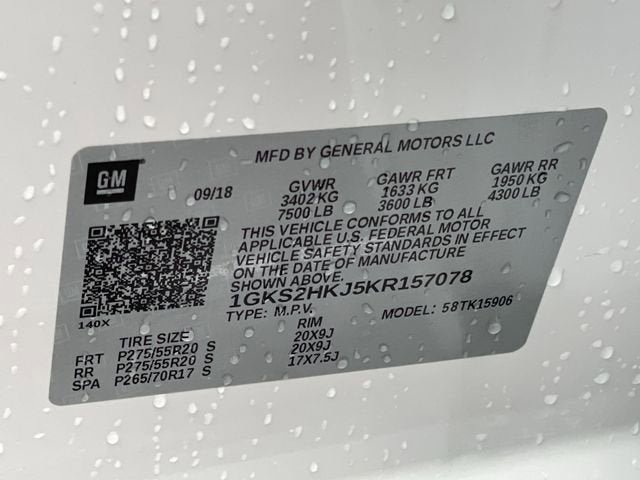 MFD BY GENERAL MOTORS LLC
GM
09/18
GVWR GAWR FRT GAWR RR
3402 KG 1633 KG 1950 KG
7500 LB 3600 LB 4300 LB
THIS VEHICLE CONFORMS TO ALL
APPLICABLE U.S. FEDERAL MOTOR
VEHICLE SAFETY STANDARDS IN EFFECT
ON THE DATE OF MANUFACTURE
SHOWN ABOVE.
1GKS2HKJ5KR157078
140X
TYPE: M.P.V. MODEL: 58TK15906
TIRE SIZE RIM
FRT P275/55R20 S 20X9J
RR P275/55R20 S 20X9J
SPA P265/70R17 S 17X7.5J